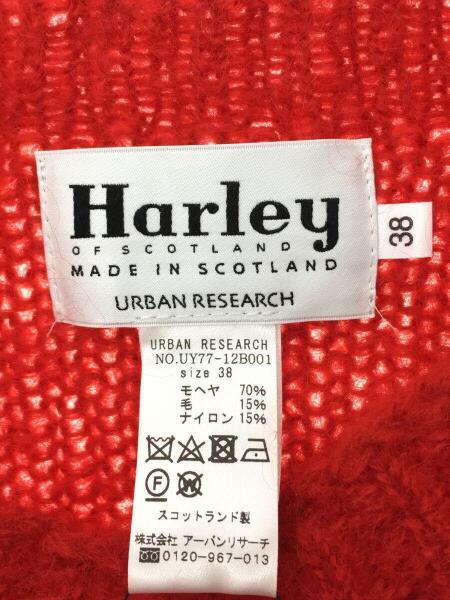 Harley
OF SCOTLAND
MADE IN SCOTLAND
URBAN RESEARCH
38
URBAN RESEARCH
NO.UY77-12B001
size 38
モヘヤ 70%
毛 15%
ナイロン 15%
F W
スコットランド製
株式会社 アーバンリサーチ
0120-967-013